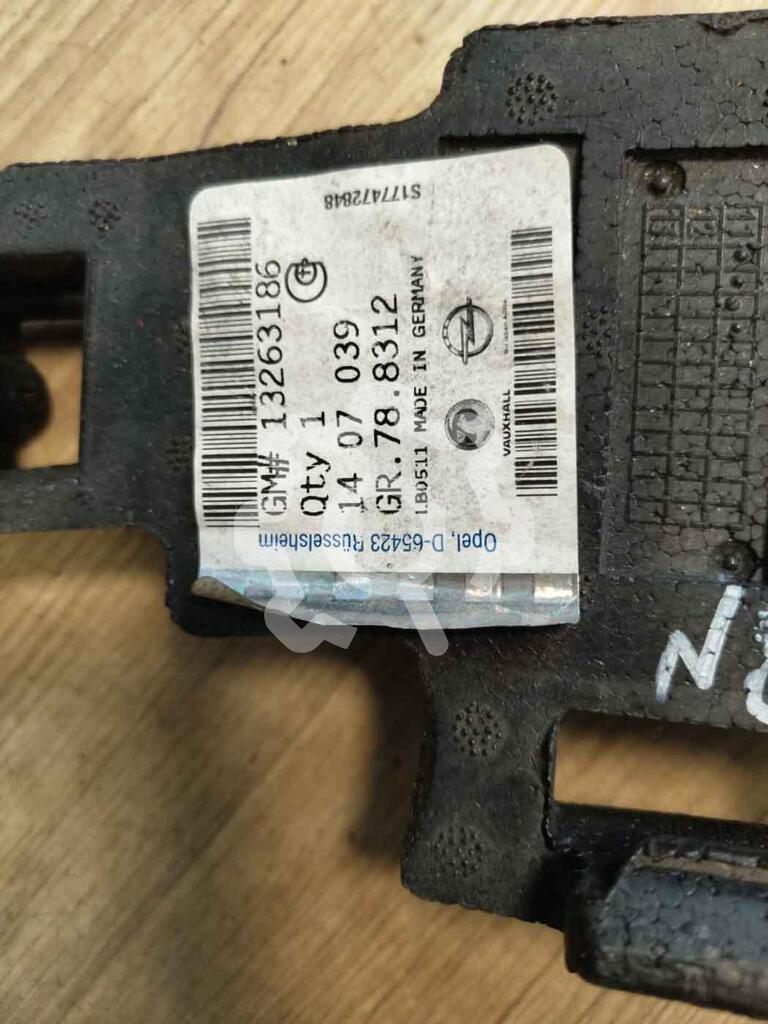 GM# 13263186
Qty 1
14 07 039
GR.78.8312
LB0511 MADE IN GERMANY
VAUXHALL
S177472848
Opel, D-65423 Rüsselsheim